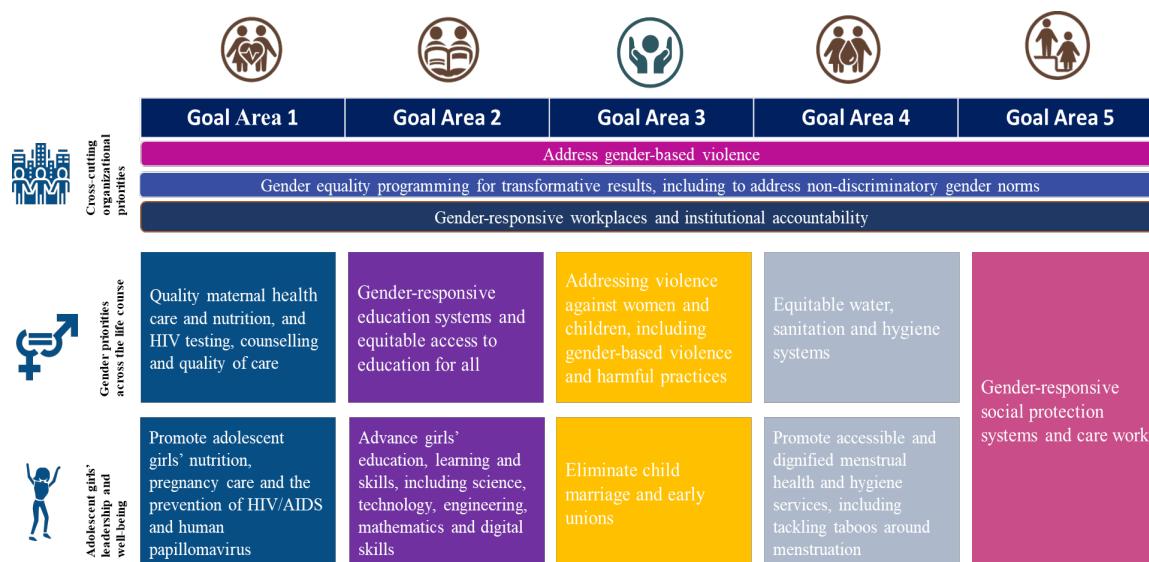 Goal Area 1
Goal Area 2
Goal Area 3
Goal Area 4
Goal Area 5
Cross-cutting
organizational
priorities
Address gender-based violence
Gender equality programming for transformative results, including to address non-discriminatory gender norms
Gender-responsive workplaces and institutional accountability
Gender priorities
across the life course
Quality maternal health
care and nutrition, and
HIV testing, counselling
and quality of care
Gender-responsive
education systems and
equitable access to
education for all
Addressing violence
against women and
children, including
gender-based violence
and harmful practices
Equitable water,
sanitation and hygiene
systems
Gender-responsive
social protection
systems and care work
Adolescent girls'
leadership and
well-being
Promote adolescent
girls' nutrition,
pregnancy care and the
prevention of HIV/AIDS
and human
papillomavirus
Advance girls'
education, learning and
skills, including science,
technology, engineering,
mathematics and digital
skills
Eliminate child
marriage and early
unions
Promote accessible and
dignified menstrual
health and hygiene
services, including
tackling taboos around
menstruation